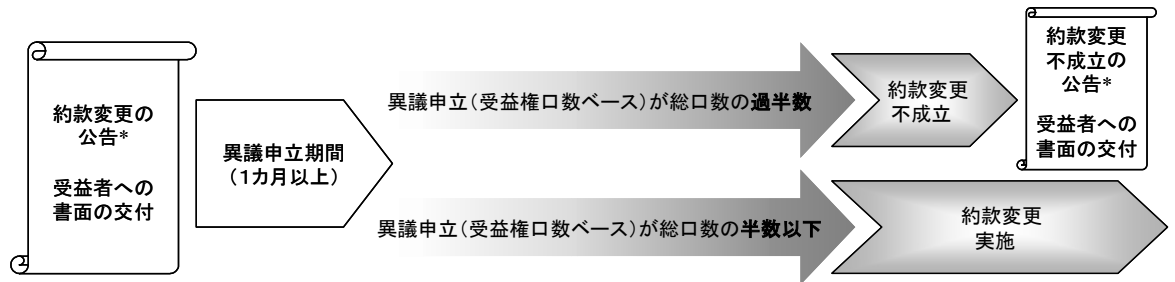 約款変更の
公告*
受益者への
書面の交付
異議申立期間
（1カ月以上）
異議申立（受益権口数ベース）が総口数の過半数
約款変更
不成立
約款変更
不成立の
公告*
受益者への
書面の交付
異議申立（受益権口数ベース）が総口数の半数以下
約款変更
実施